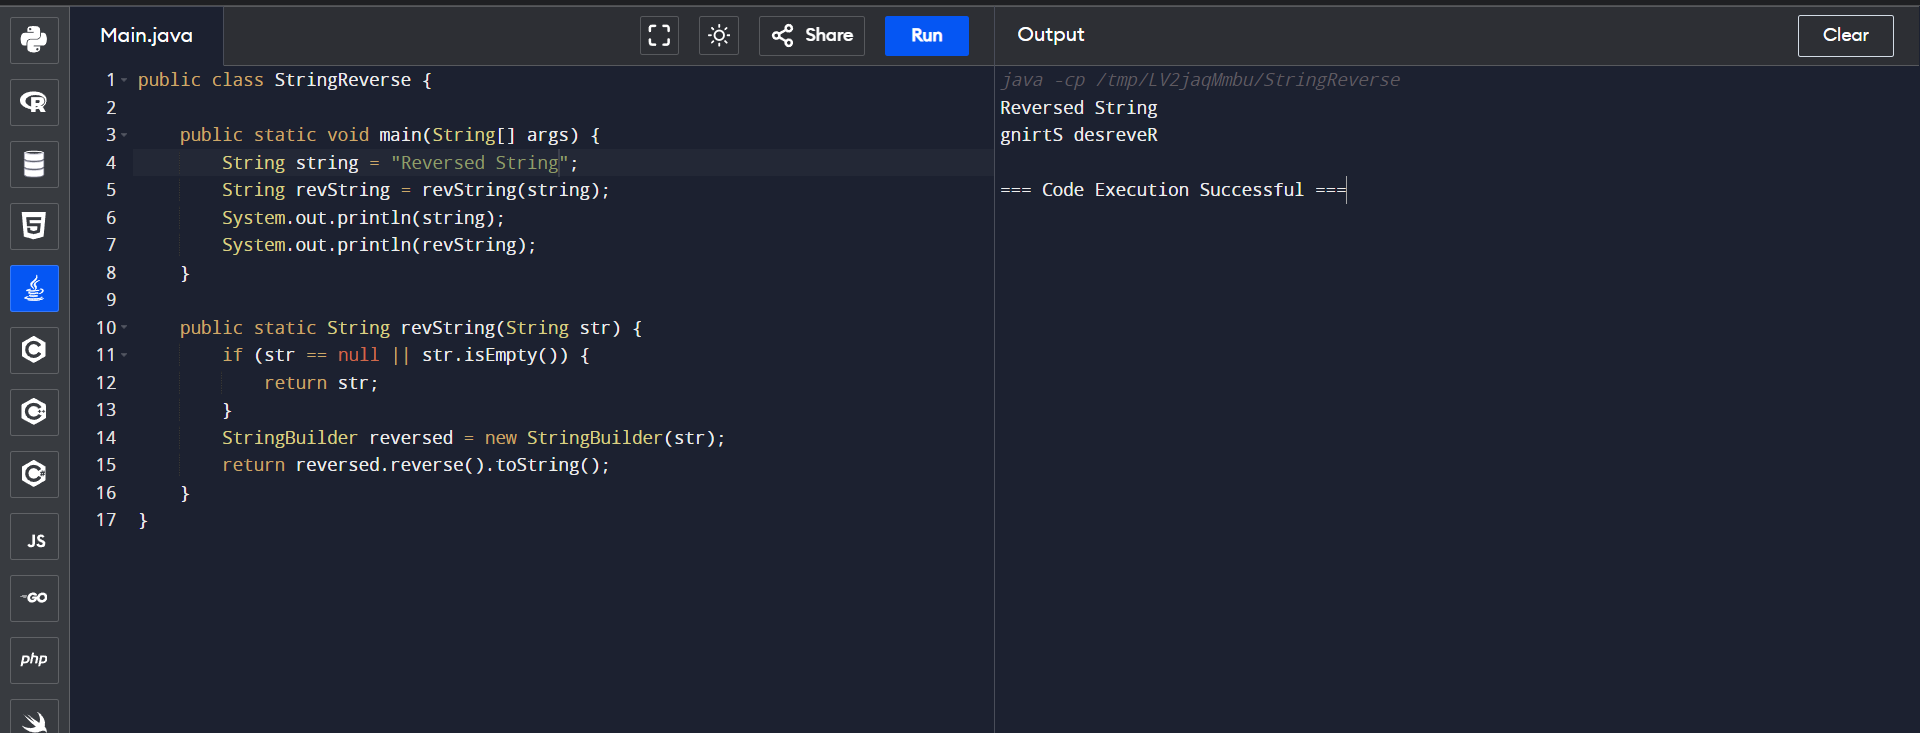 Main.java
Share
Run
Output
Clear
1 public class StringReverse {
2
3     public static void main(String[] args) {
4         String string = "Reversed String";
5         String revString = revString(string);
6         System.out.println(string);
7         System.out.println(revString);
8     }
9
10     public static String revString(String str) {
11         if (str == null || str.isEmpty()) {
12             return str;
13         }
14         StringBuilder reversed = new StringBuilder(str);
15         return reversed.reverse().toString();
16     }
17 }
java -cp /tmp/LV2jaqMmbu/StringReverse
Reversed String
gnirtS desreveR
=== Code Execution Successful ===
R
5
C
C++
C#
JS
GO
php